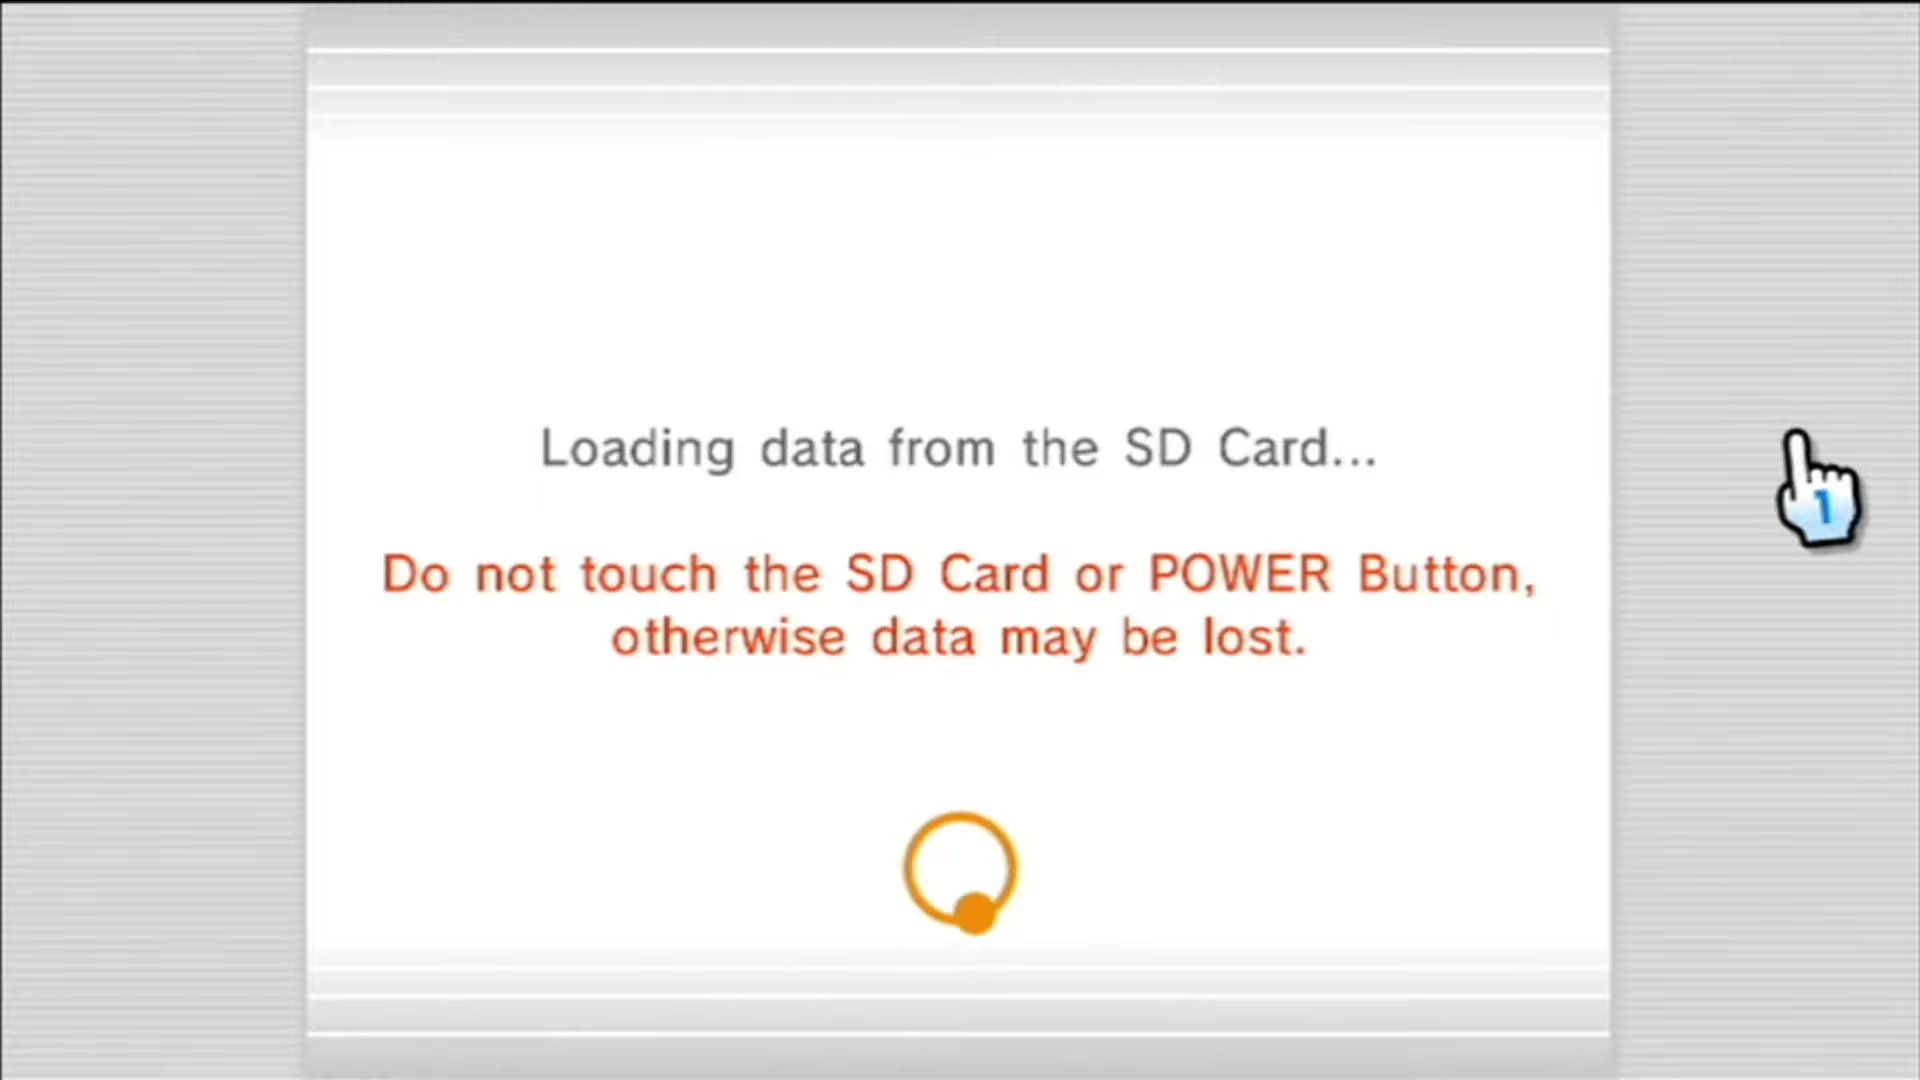 Loading data from the SD Card...
Do not touch the SD Card or POWER Button,
otherwise data may be lost.
1